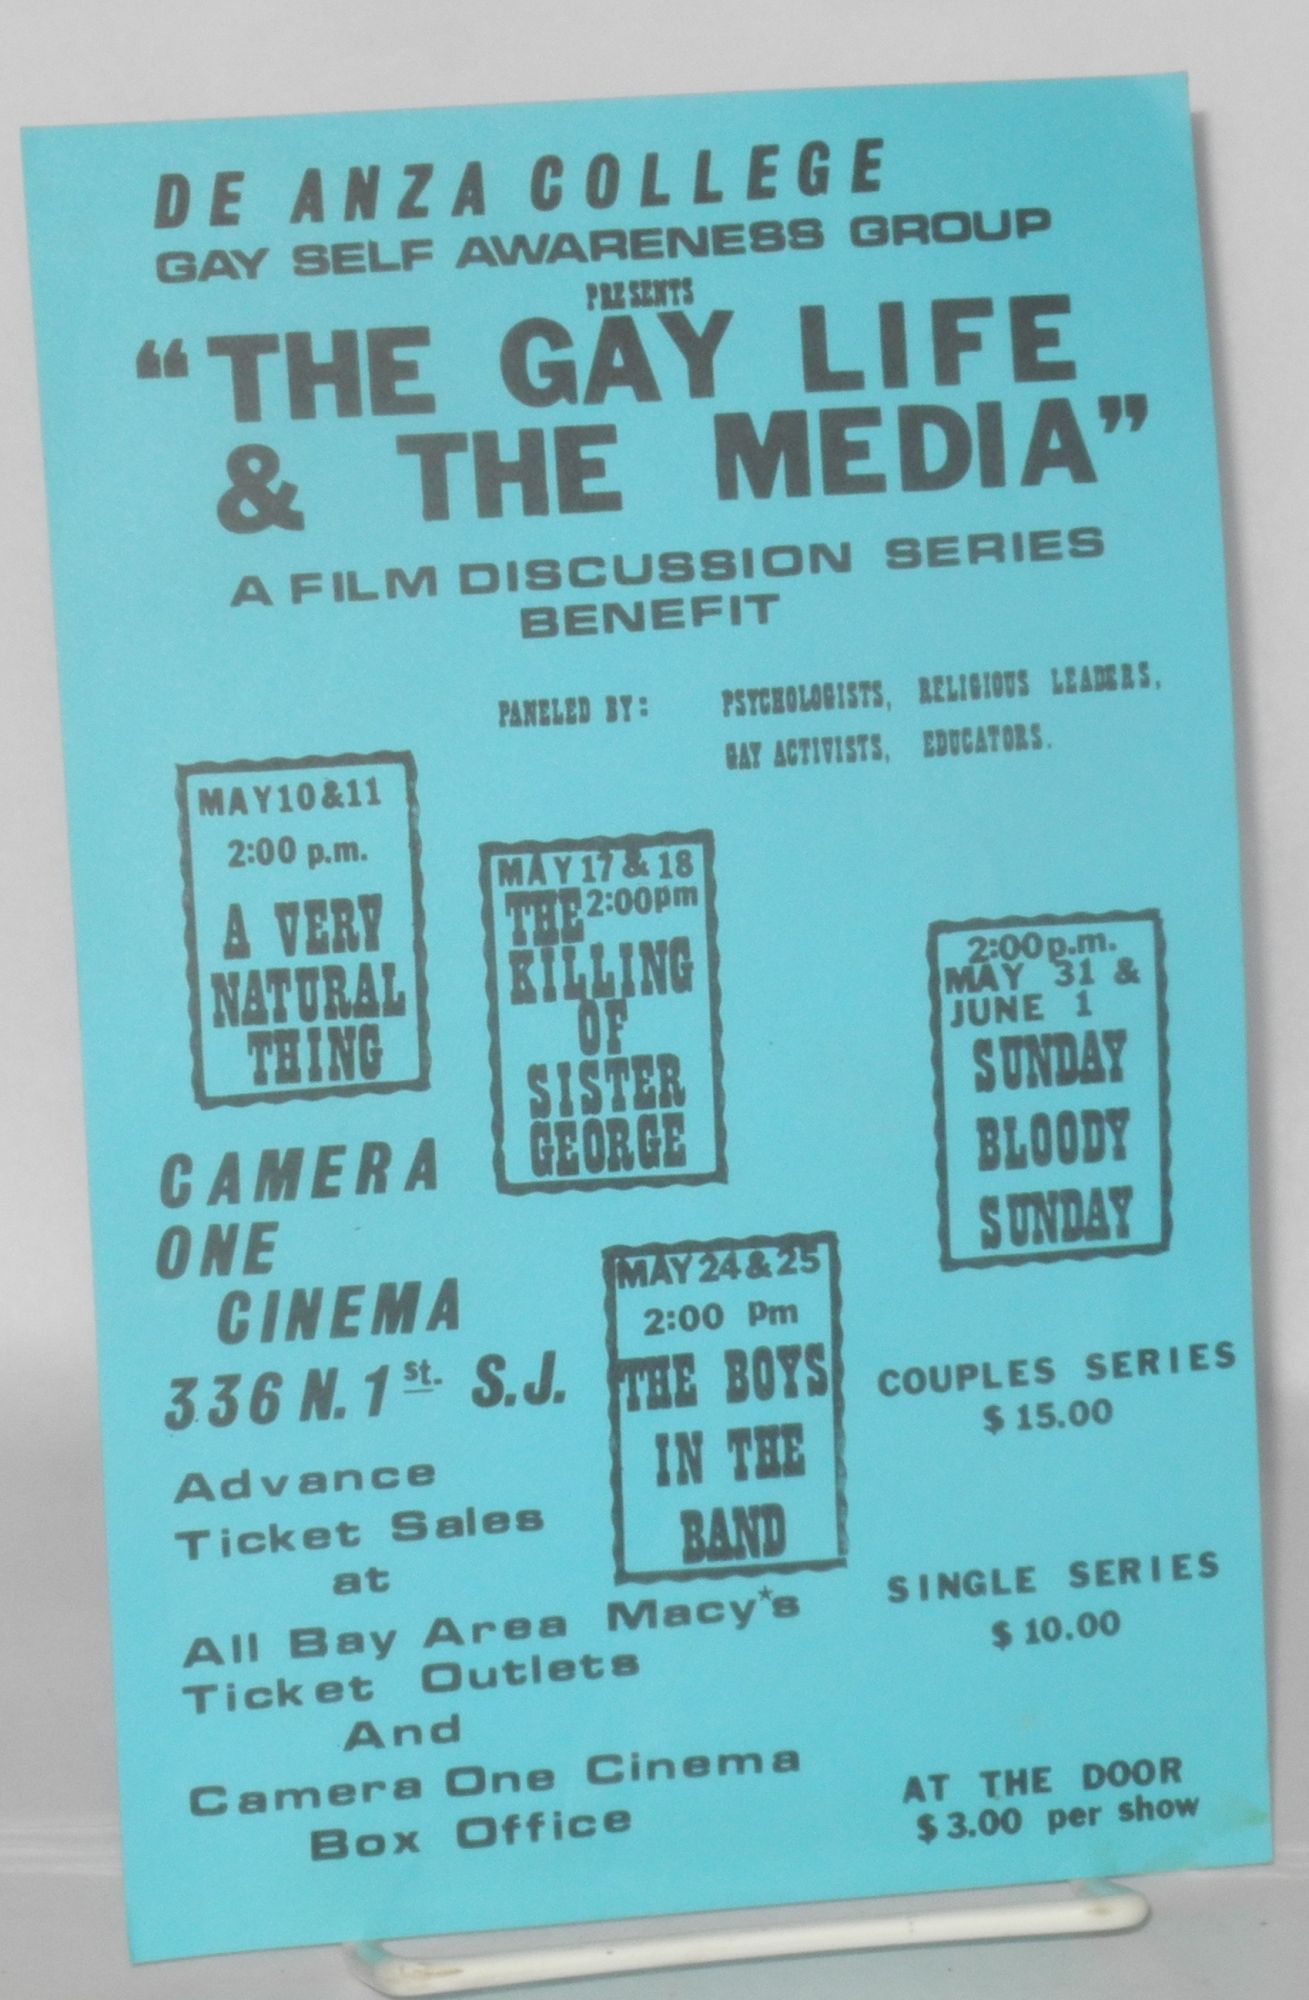 DE ANZA COLLEGE
GAY SELF AWARENESS GROUP
PRESENTS
“THE GAY LIFE
& THE MEDIA”
A FILM DISCUSSION SERIES
BENEFIT
PANELED BY: PSYCHOLOGISTS, RELIGIOUS LEADERS,
GAY ACTIVISTS, EDUCATORS.
MAY 10 & 11
2:00 p.m.
A VERY
NATURAL
THING
MAY 17 & 18
THE 2:00pm
KILLING
OF
SISTER
GEORGE
2:00 p.m.
MAY 31 &
JUNE 1
SUNDAY
BLOODY
SUNDAY
CAMERA
ONE
CINEMA
336 N. 1st. S.J.
MAY 24 & 25
2:00 Pm
THE BOYS
IN THE
BAND
COUPLES SERIES
$ 15.00
Advance
Ticket Sales
at
All Bay Area Macy*s
Ticket Outlets
And
Camera One Cinema
Box Office
SINGLE SERIES
$ 10.00
AT THE DOOR
$ 3.00 per show